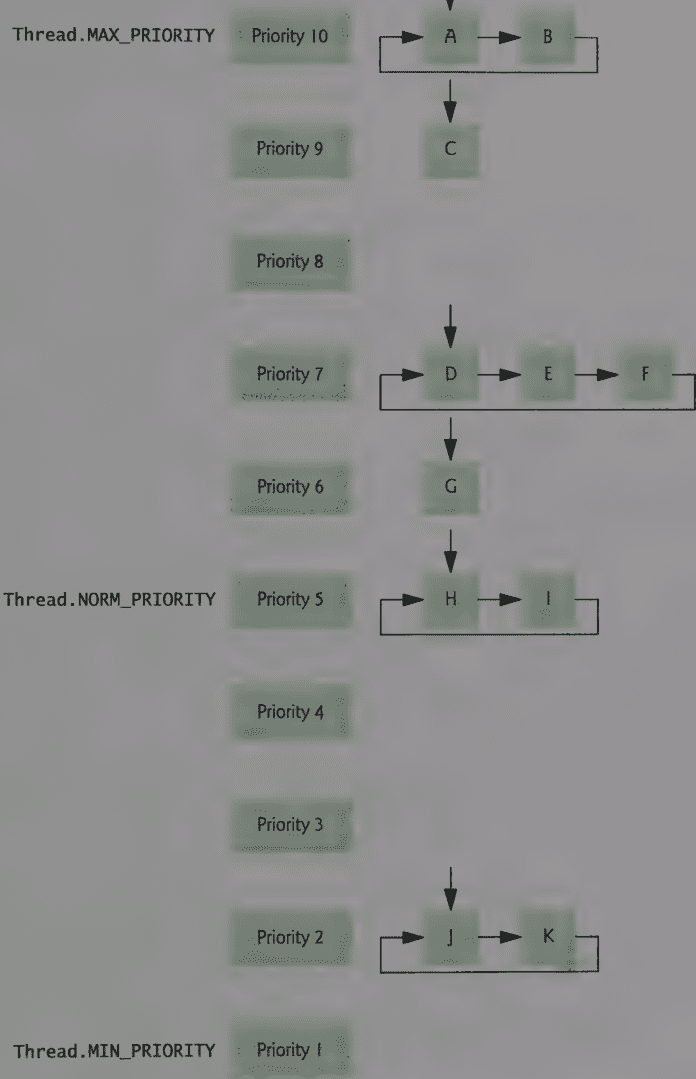 Thread.MAX_PRIORITY Priority 10 A B
Priority 9 C
Priority 8
Priority 7 D E F
Priority 6 G
Thread.NORM_PRIORITY Priority 5 H I
Priority 4
Priority 3
Priority 2 J K
Thread.MIN_PRIORITY Priority 1